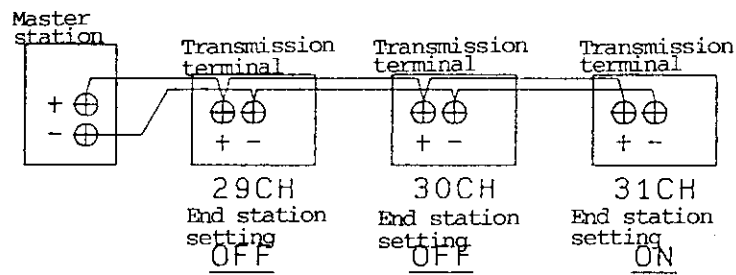 Master
station
+
-
Transmission
terminal
+ -
29CH
End station
setting
OFF
Transmission
terminal
+ -
30CH
End station
setting
OFF
Transmission
terminal
+ -
31CH
End station
setting
ON